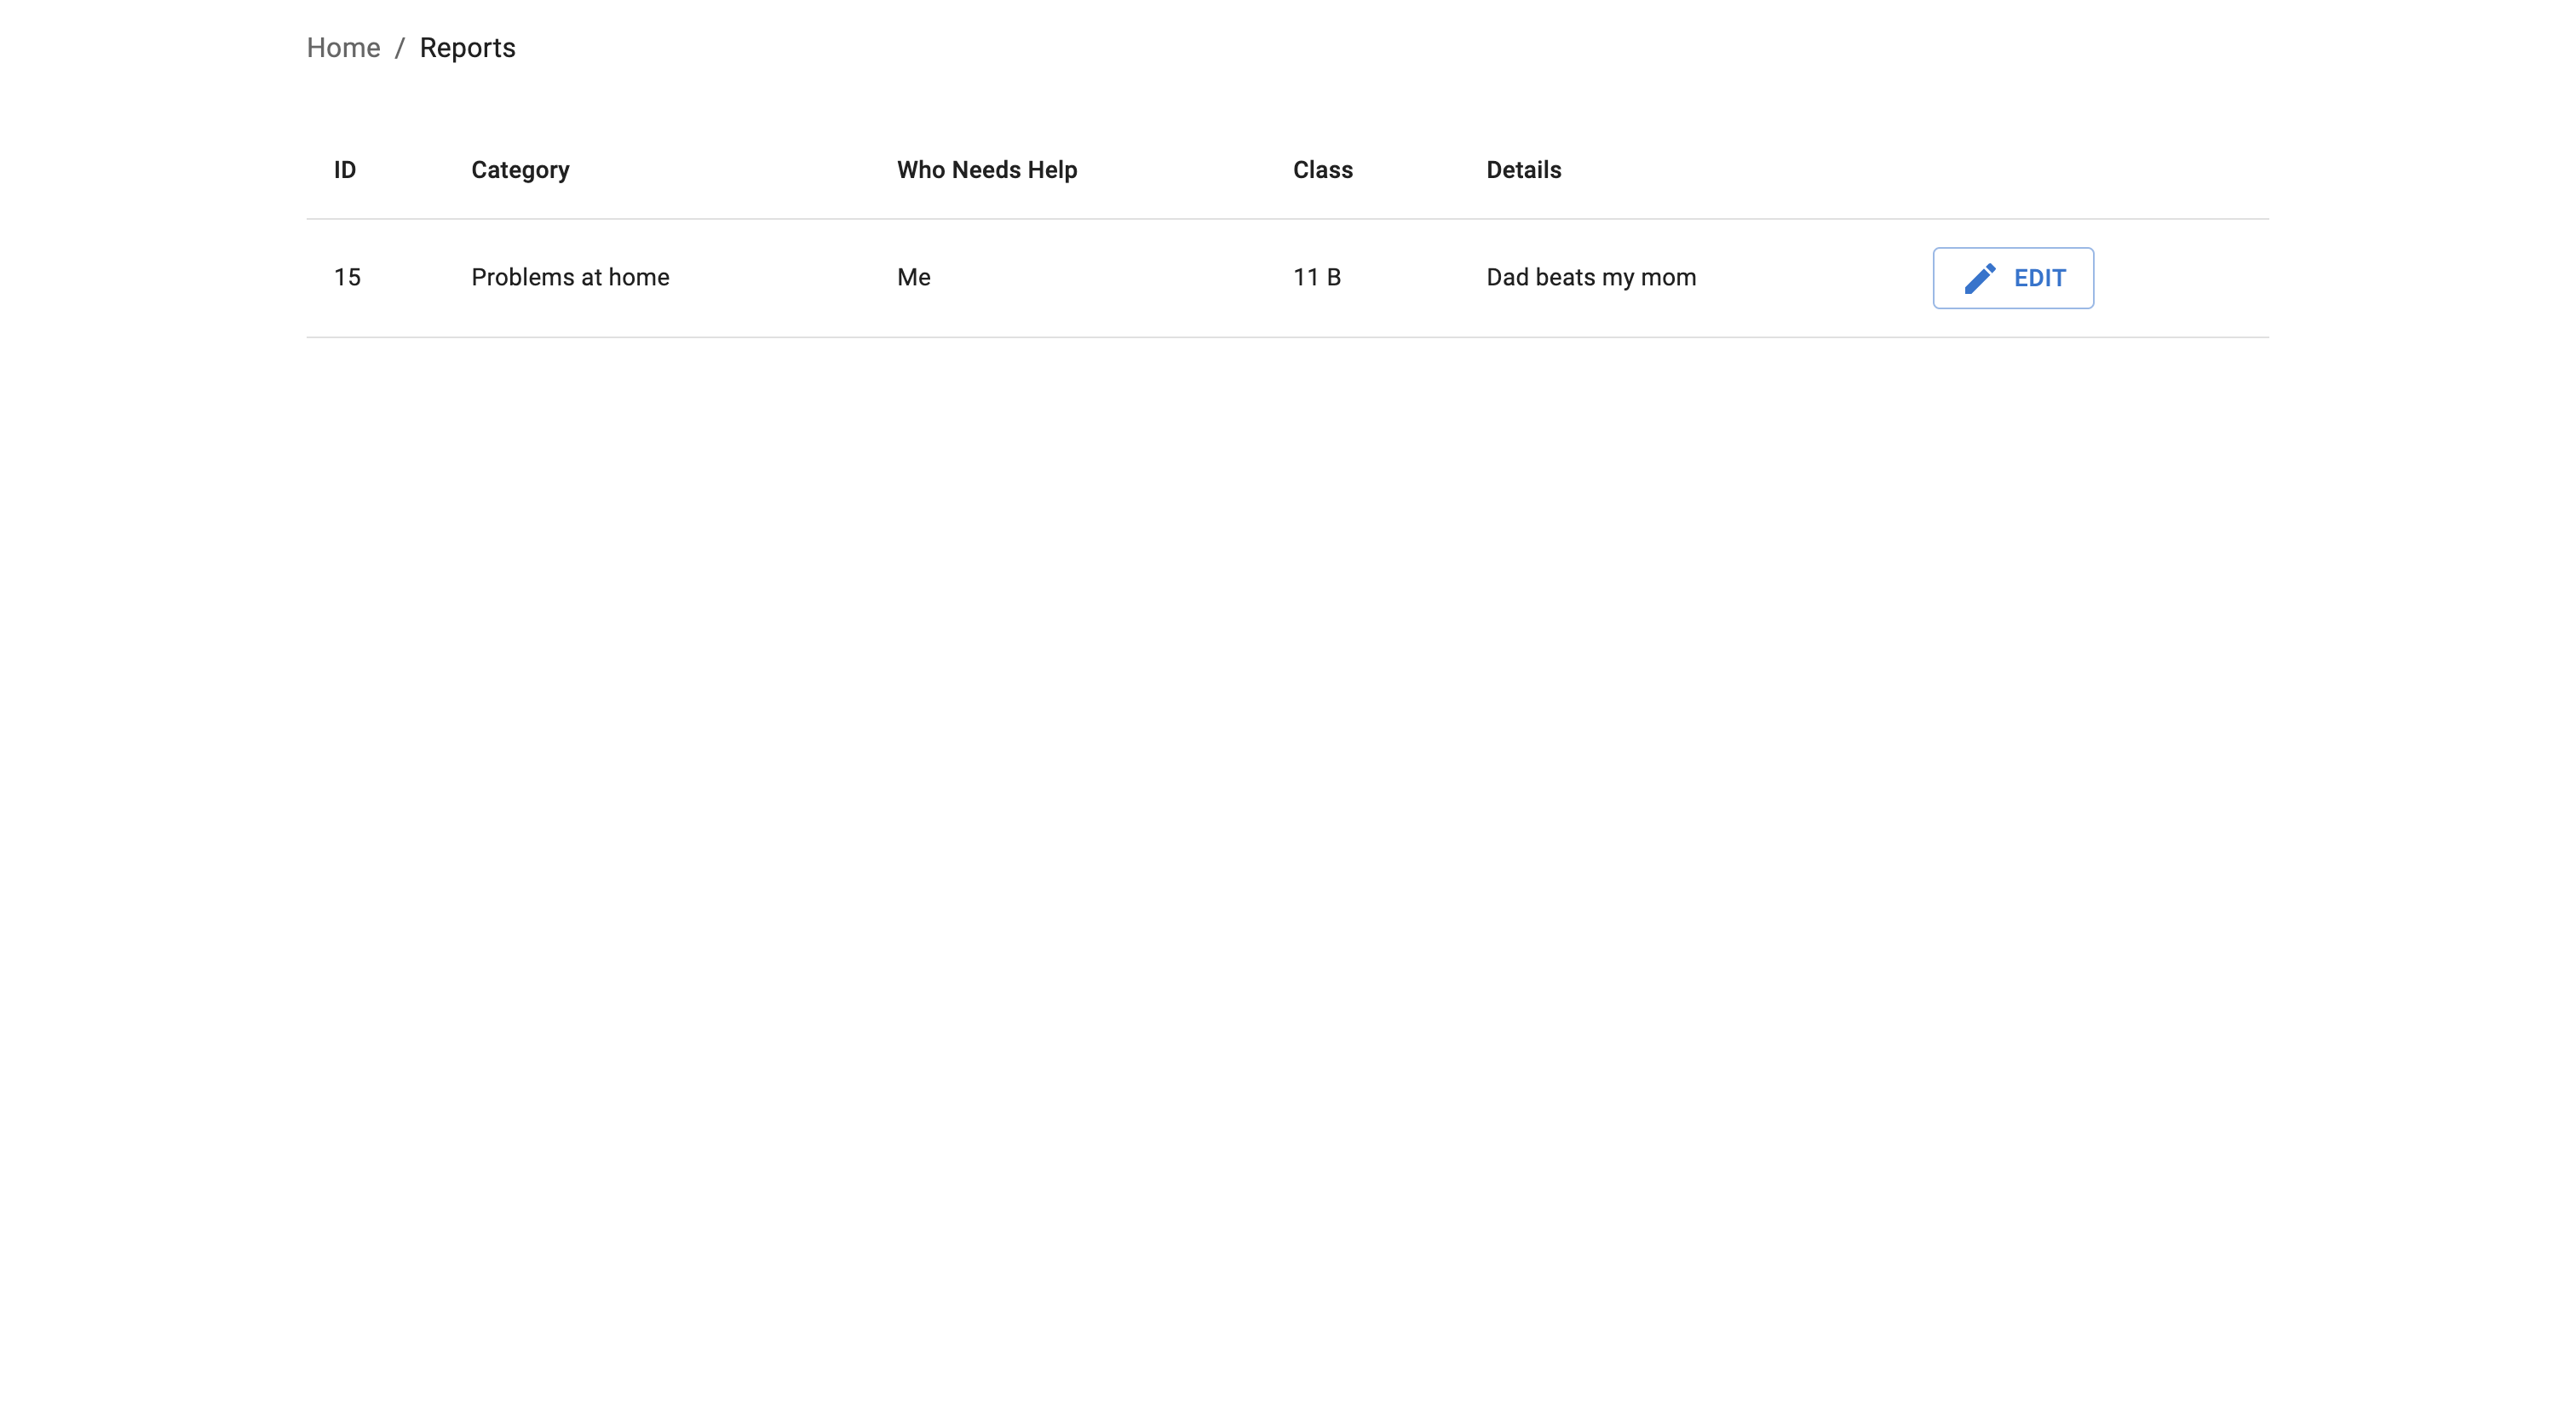 Home / Reports
ID Category Who Needs Help Class Details
15 Problems at home Me 11 B Dad beats my mom EDIT